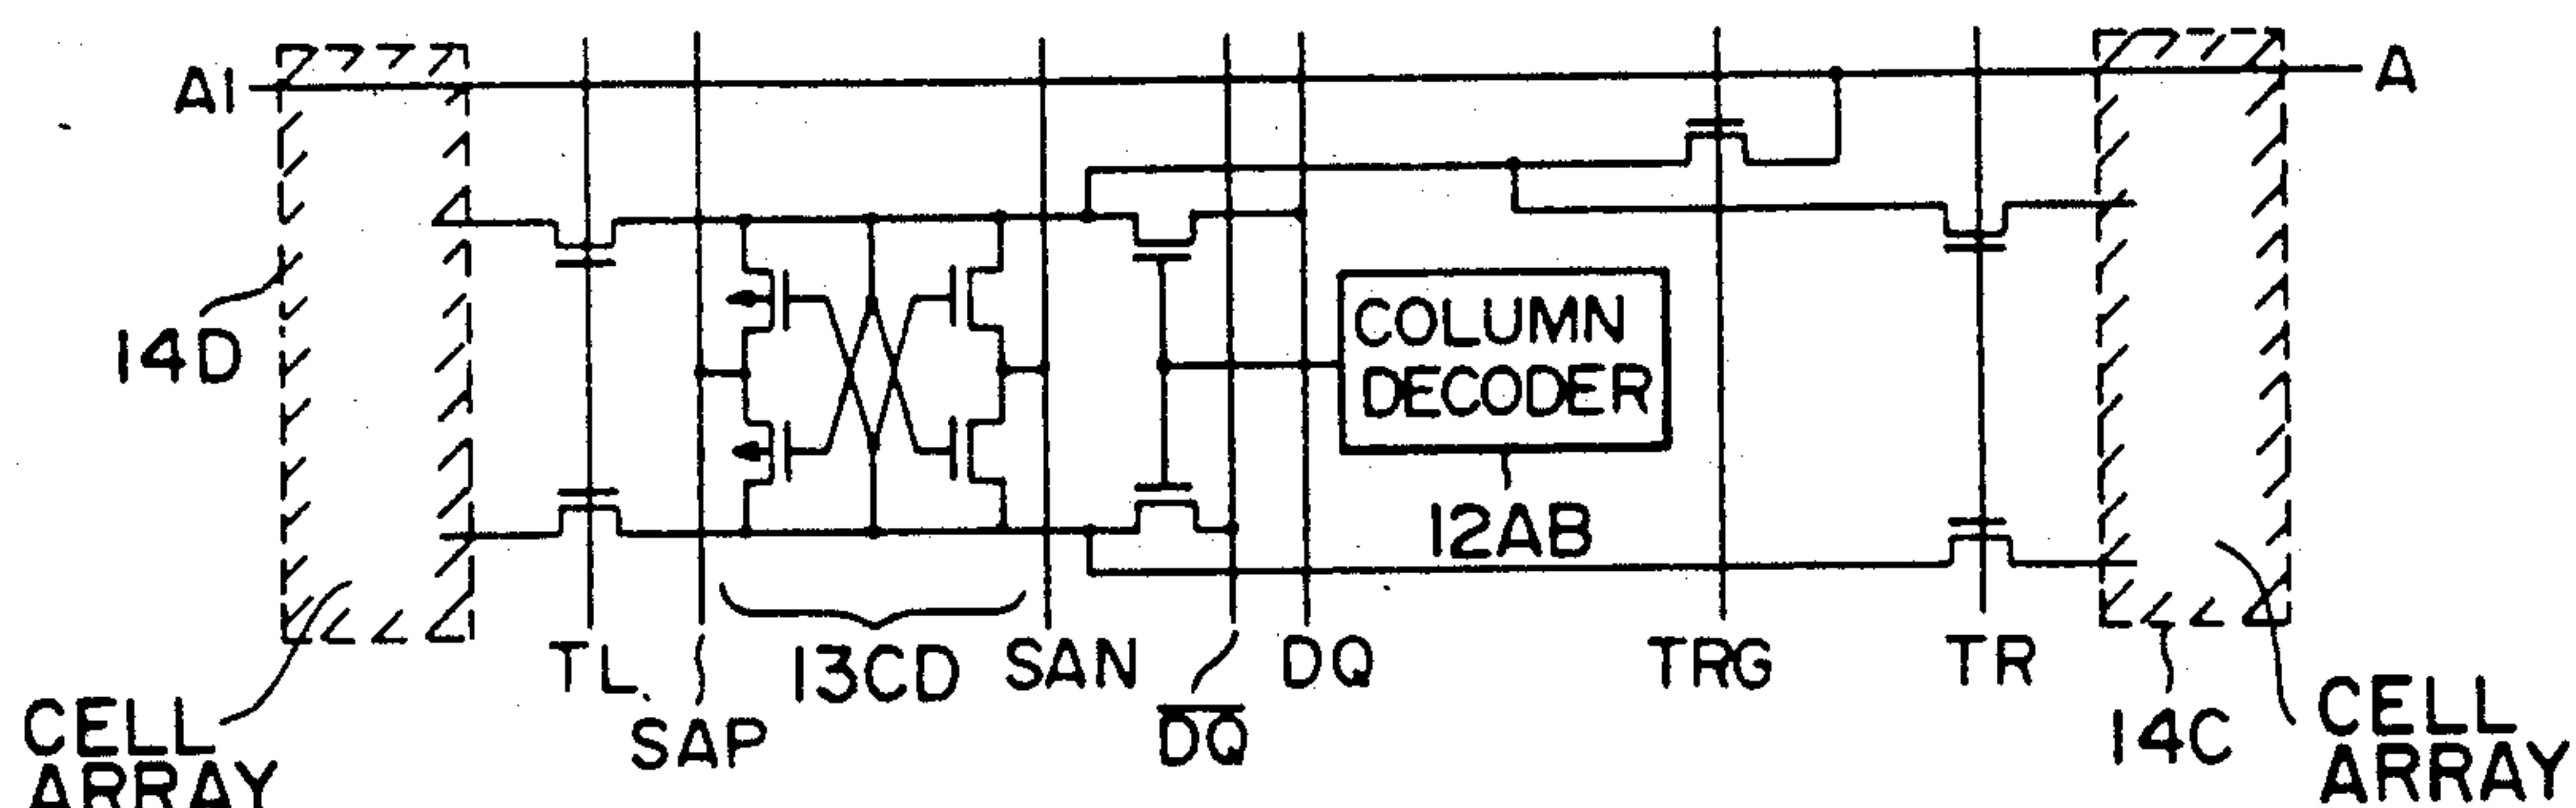 A1
A
14D
COLUMN
DECODER
12AB
TL
SAP
13CD
SAN
DQ
DQ
TRG
TR
14C
CELL
ARRAY
CELL
ARRAY